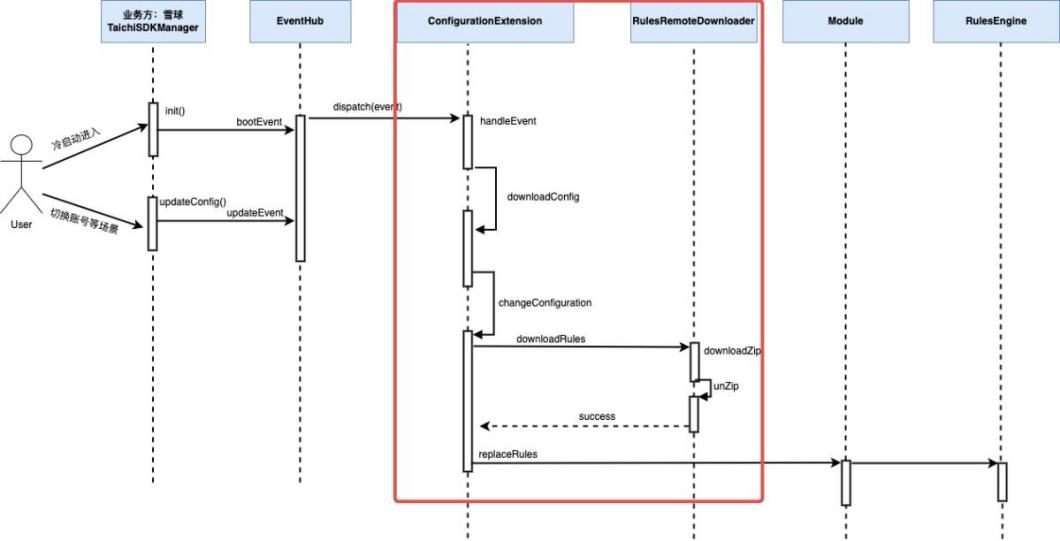 业务方：雪球
TaichiSDKManager
EventHub
ConfigurationExtension
RulesRemoteDownloader
Module
RulesEngine
init()
dispatch(event)
bootEvent
handleEvent
冷启动进入
downloadConfig
updateConfig()
updateEvent
切换账号等场景
User
changeConfiguration
downloadRules
downloadZip
unZip
success
replaceRules